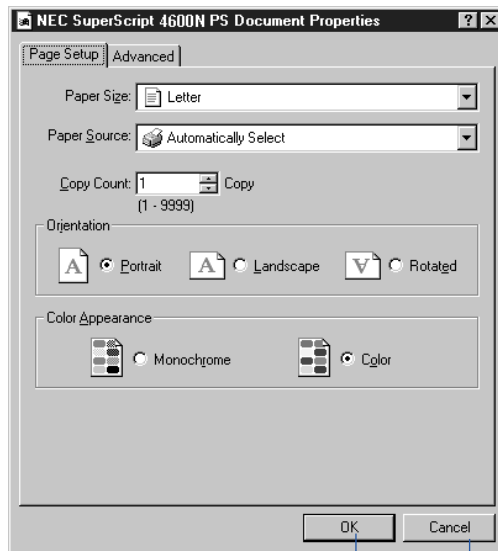 NEC SuperScript 4600N PS Document Properties
Page Setup Advanced
Paper Size: Letter
Paper Source: Automatically Select
Copy Count: 1 Copy
(1 - 9999)
Orientation
A Portrait A Landscape A Rotated
Color Appearance
Monochrome Color
OK Cancel